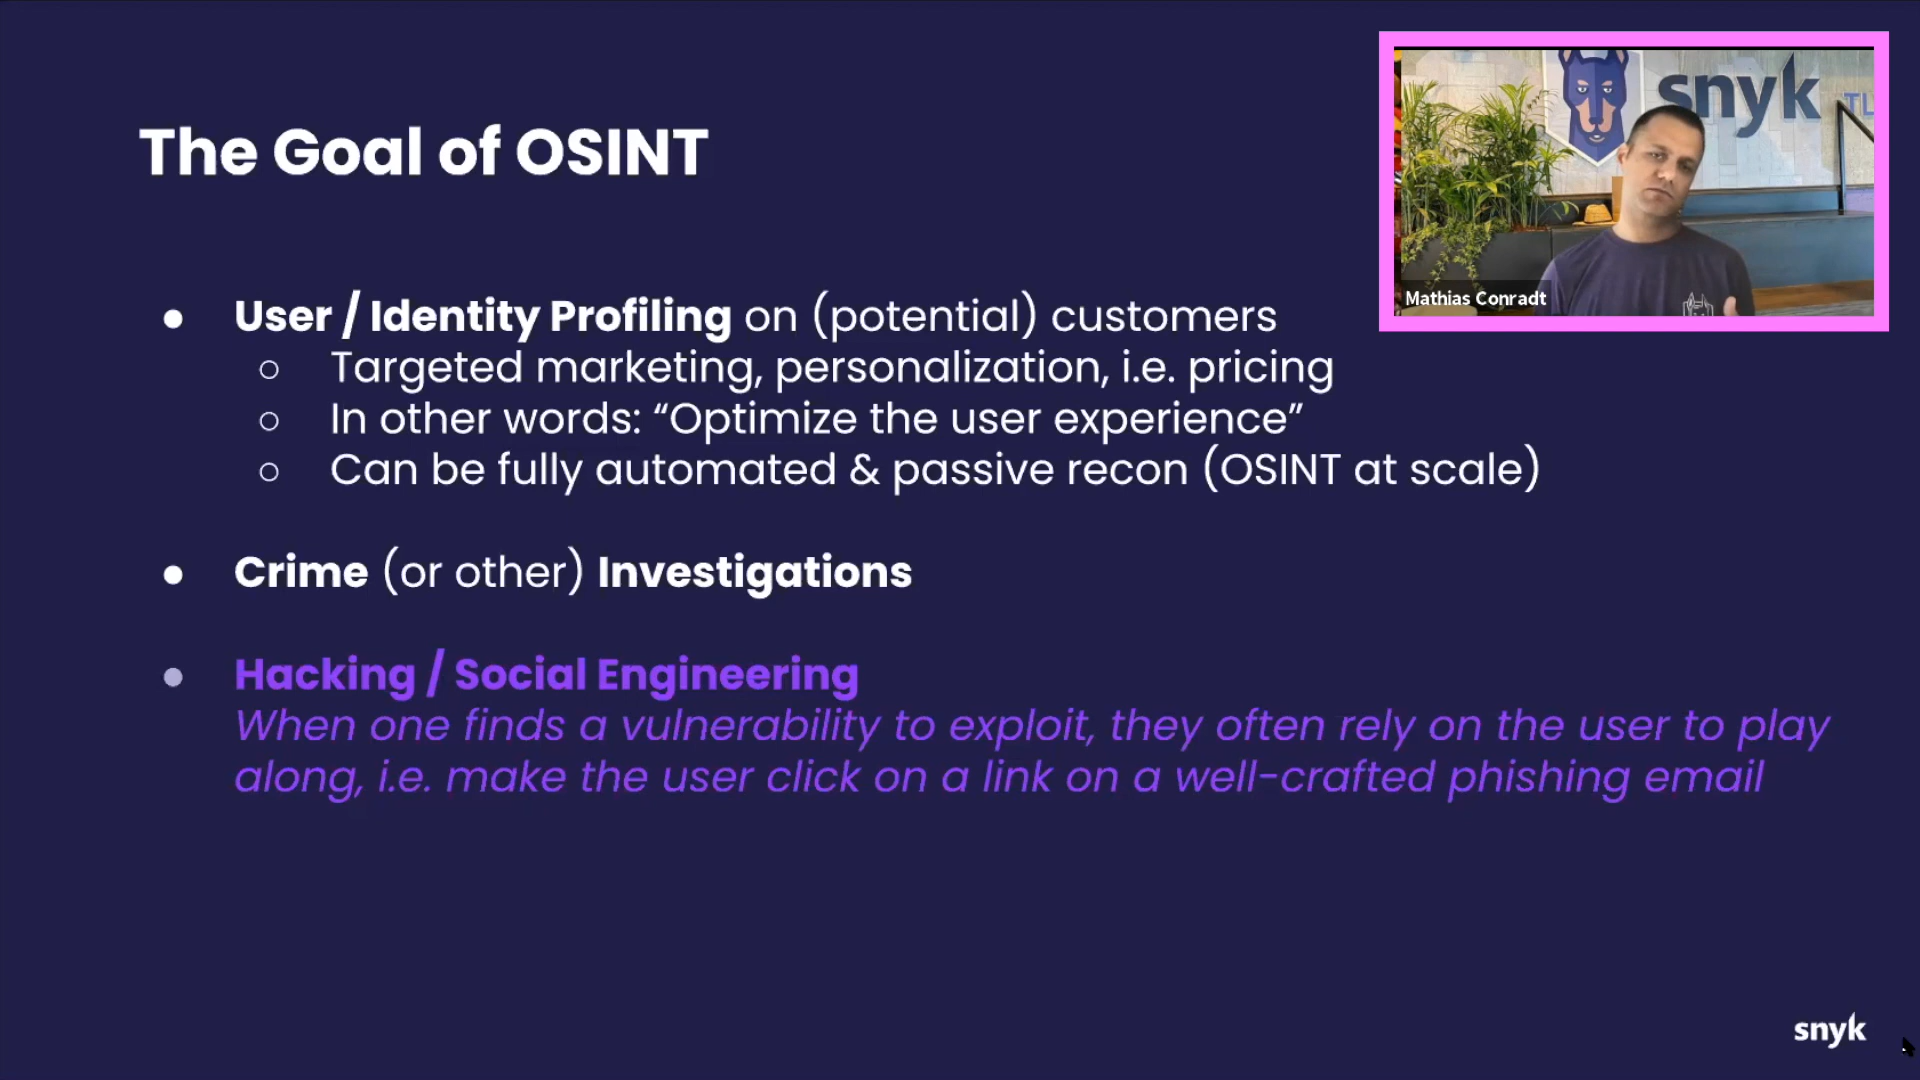 The Goal of OSINT
snyk
TL
Mathias Conradt
● User / Identity Profiling on (potential) customers
○ Targeted marketing, personalization, i.e. pricing
○ In other words: “Optimize the user experience”
○ Can be fully automated & passive recon (OSINT at scale)
● Crime (or other) Investigations
● Hacking / Social Engineering
When one finds a vulnerability to exploit, they often rely on the user to play
along, i.e. make the user click on a link on a well-crafted phishing email
snyk